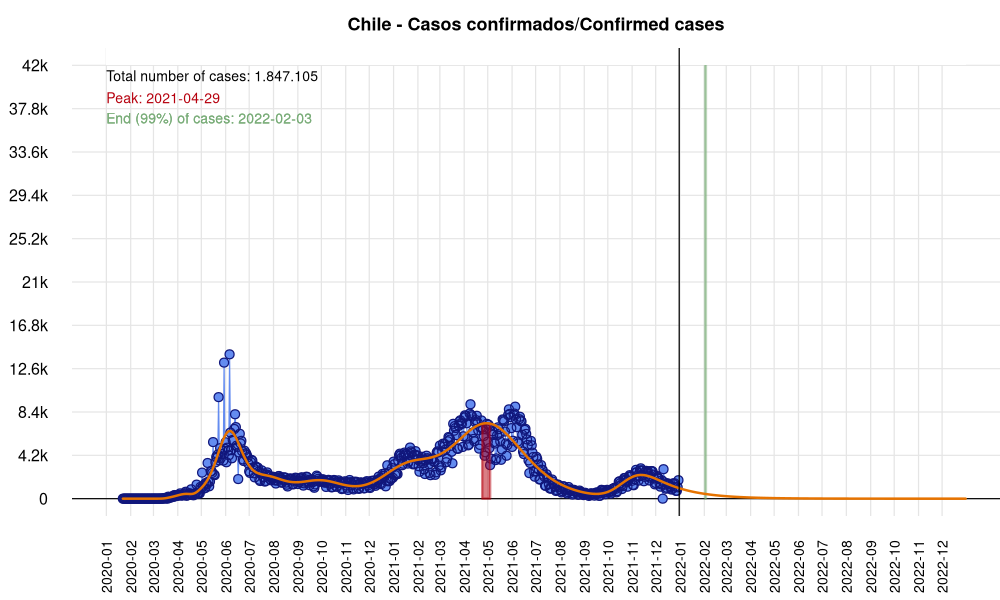 Chile - Casos confirmados/Confirmed cases
Total number of cases: 1.847.105
Peak: 2021-04-29
End (99%) of cases: 2022-02-03
42k
37.8k
33.6k
29.4k
25.2k
21k
16.8k
12.6k
8.4k
4.2k
0
2020-01
2020-02
2020-03
2020-04
2020-05
2020-06
2020-07
2020-08
2020-09
2020-10
2020-11
2020-12
2021-01
2021-02
2021-03
2021-04
2021-05
2021-06
2021-07
2021-08
2021-09
2021-10
2021-11
2021-12
2022-01
2022-02
2022-03
2022-04
2022-05
2022-06
2022-07
2022-08
2022-09
2022-10
2022-11
2022-12